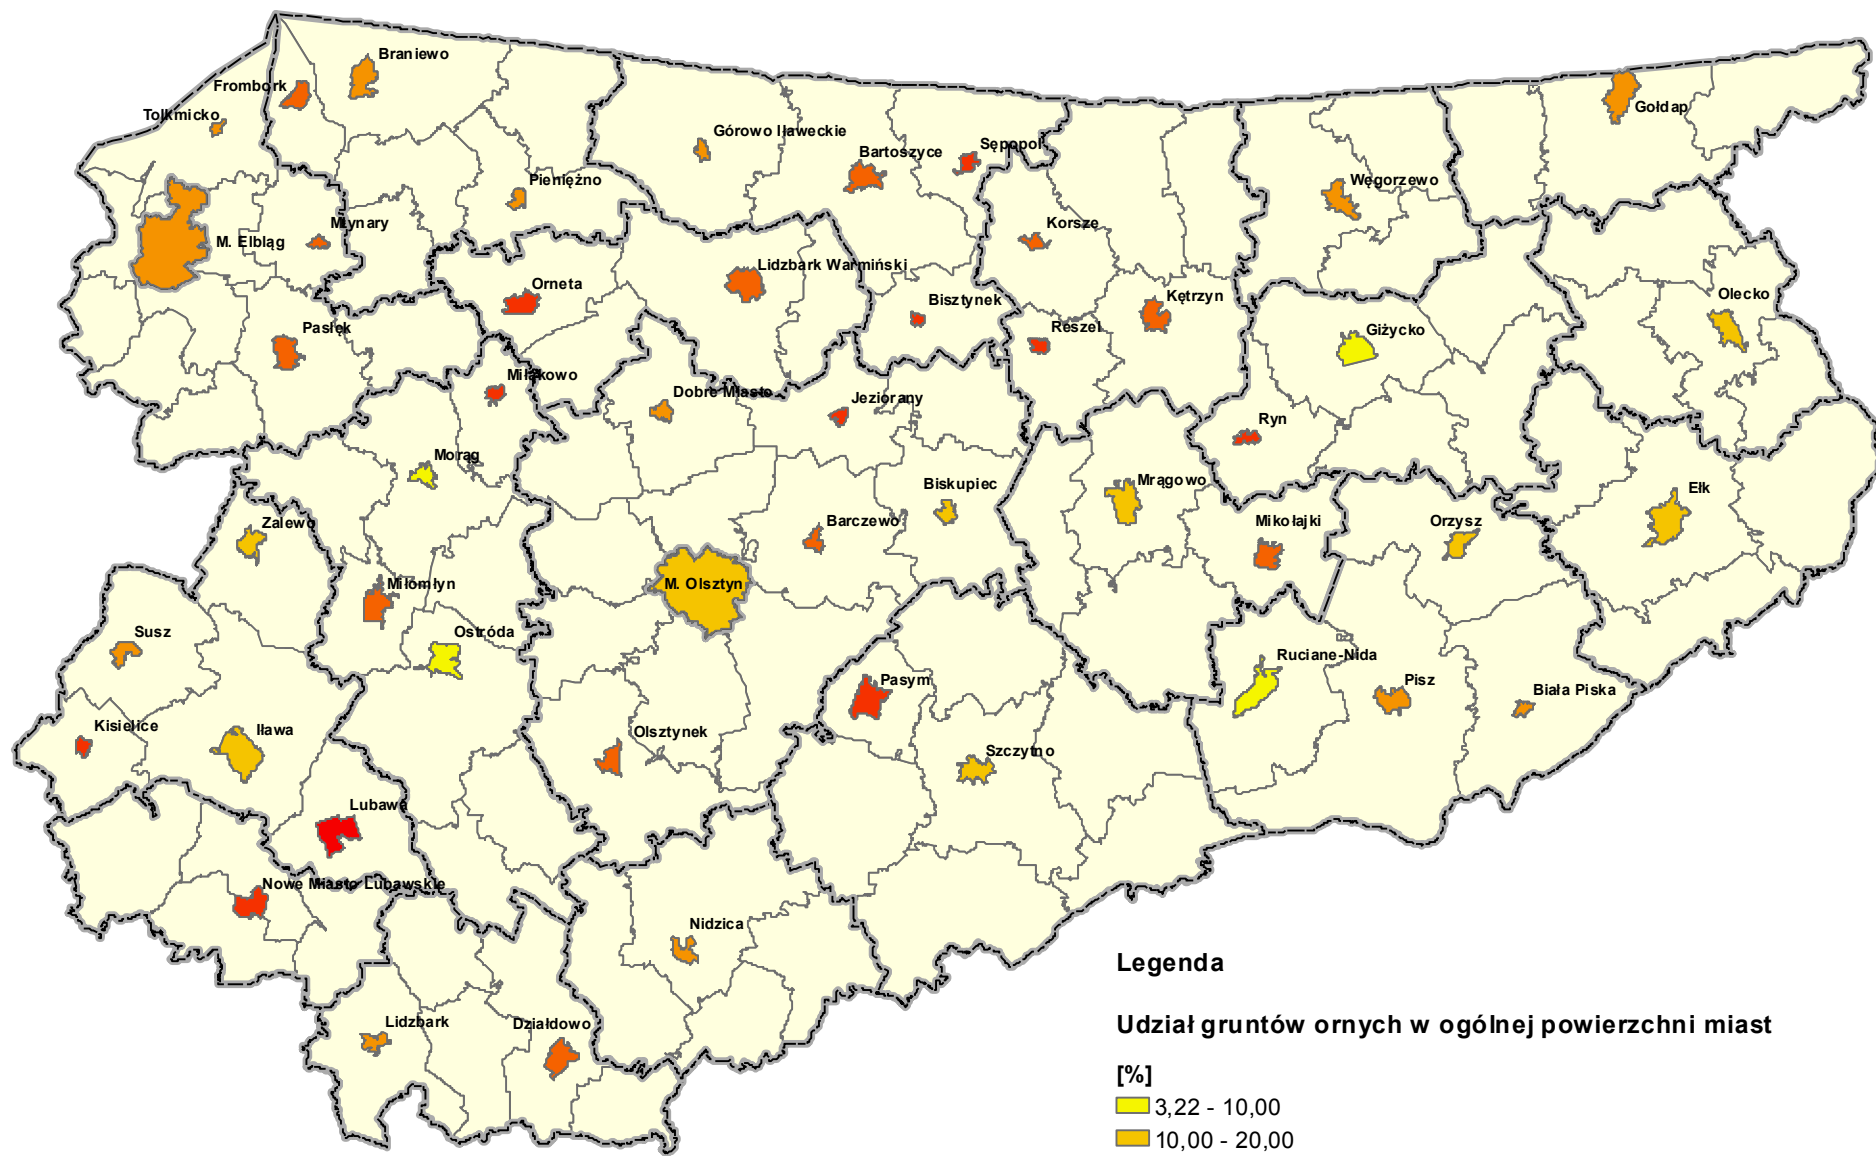 Braniewo
Frombork
Tolkmicko
Gołdap
Górowo Iławeckie
Bartoszyce
Sępopol
Pieniężno
Węgorzewo
Młynary
M. Elbląg
Korsze
Lidzbark Warmiński
Orneta
Bisztynek
Kętrzyn
Olecko
Pasłęk
Reszel
Giżycko
Miłakowo
Dobre Miasto
Jeziorany
Ryn
Morąg
Biskupiec
Mrągowo
Ełk
Zalewo
Barczewo
Mikołajki
Orzysz
Miłomłyn
M. Olsztyn
Susz
Ostróda
Ruciane-Nida
Pasym
Pisz
Biała Piska
Kisielice
Iława
Olsztynek
Szczytno
Lubawa
Nowe Miasto Lubawskie
Nidzica
Lidzbark
Działdowo
Legenda
Udział gruntów ornych w ogólnej powierzchni miast
[%]
3,22 - 10,00
10,00 - 20,00